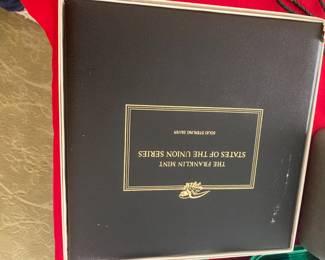 THE FRANKLIN MINT
STATES OF THE UNION SERIES
SOLID STERLING SILVER